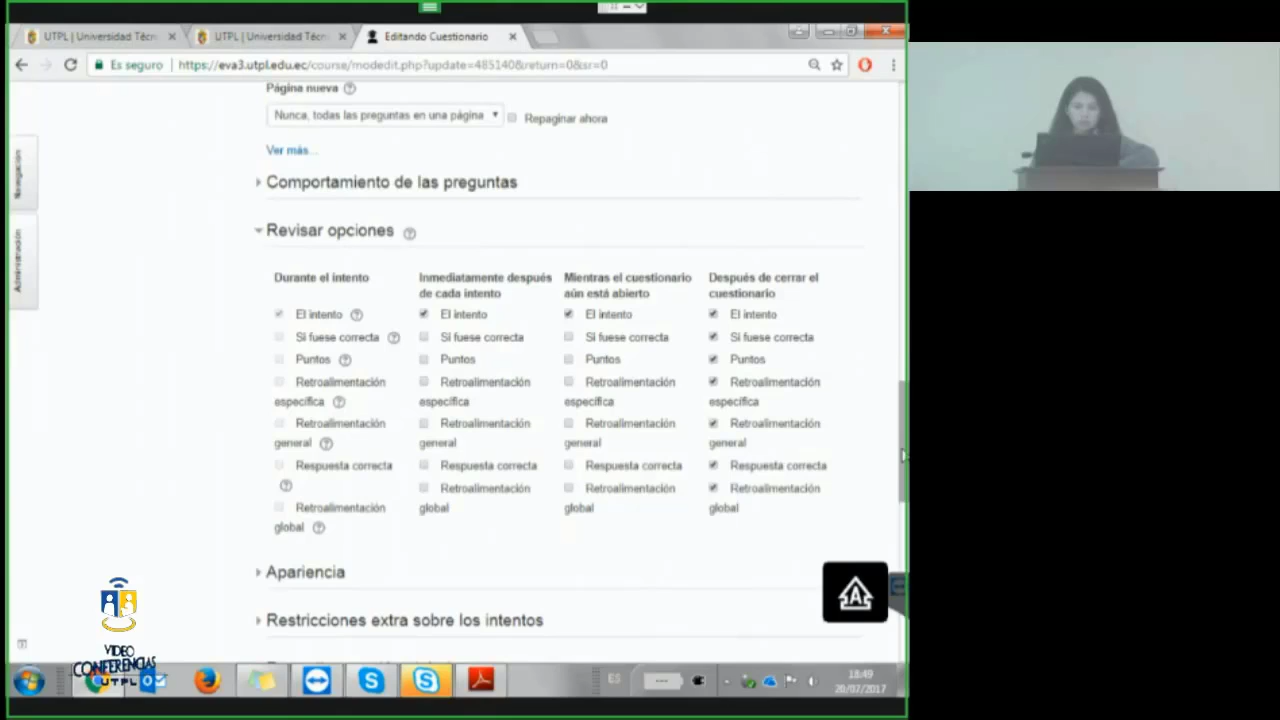 UTPL | Universidad Técn
UTPL | Universidad Técn
Editando Cuestionario
Es seguro
https://eva3.utpl.edu.ec/course/modedit.php?update=485140&return=0&sr=0
Página nueva
Nunca, todas las preguntas en una página
Repaginar ahora
Ver más...
Navegación
Administración
Comportamiento de las preguntas
Revisar opciones
Durante el intento
El intento
Si fuese correcta
Puntos
Retroalimentación
específica
Retroalimentación
general
Respuesta correcta
Retroalimentación
global
Inmediatamente después
de cada intento
El intento
Si fuese correcta
Puntos
Retroalimentación
específica
Retroalimentación
general
Respuesta correcta
Retroalimentación
global
Mientras el cuestionario
aún está abierto
El intento
Si fuese correcta
Puntos
Retroalimentación
específica
Retroalimentación
general
Respuesta correcta
Retroalimentación
global
Después de cerrar el
cuestionario
El intento
Si fuese correcta
Puntos
Retroalimentación
específica
Retroalimentación
general
Respuesta correcta
Retroalimentación
global
Apariencia
Restricciones extra sobre los intentos
A
VIDEO
CONFERENCIAS
UTPL
ES
18:49
20/07/2017